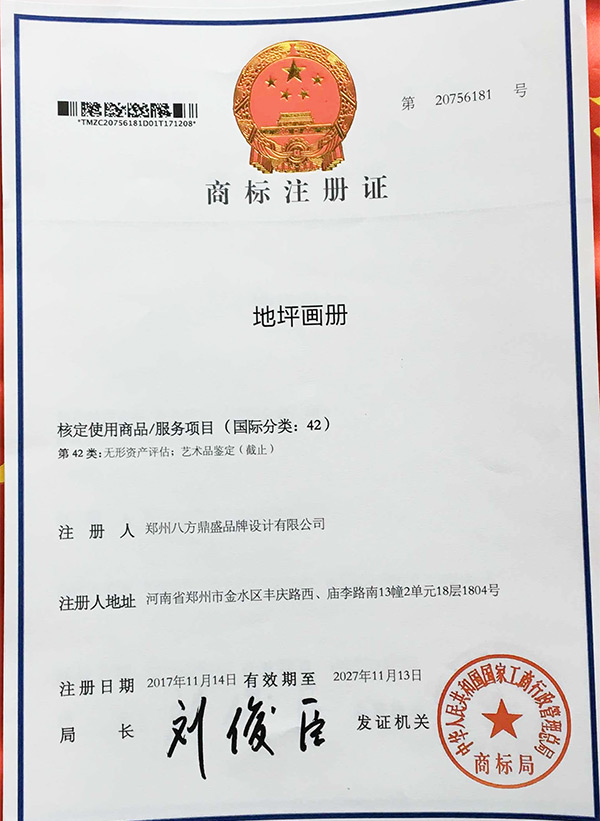 *TMZC20756181D01T171208*
第 20756181 号
商标注册证
地坪画册
核定使用商品/服务项目（国际分类：42）
第 42 类：无形资产评估；艺术品鉴定（截止）
注 册 人 郑州八方鼎盛品牌设计有限公司
注册人地址 河南省郑州市金水区丰庆路西、庙李路南13幢2单元18层1804号
注册日期 2017年11月14日 有效期至 2027年11月13日
局 长 刘俊臣 发证机关
中华人民共和国国家工商行政管理总局
商标局